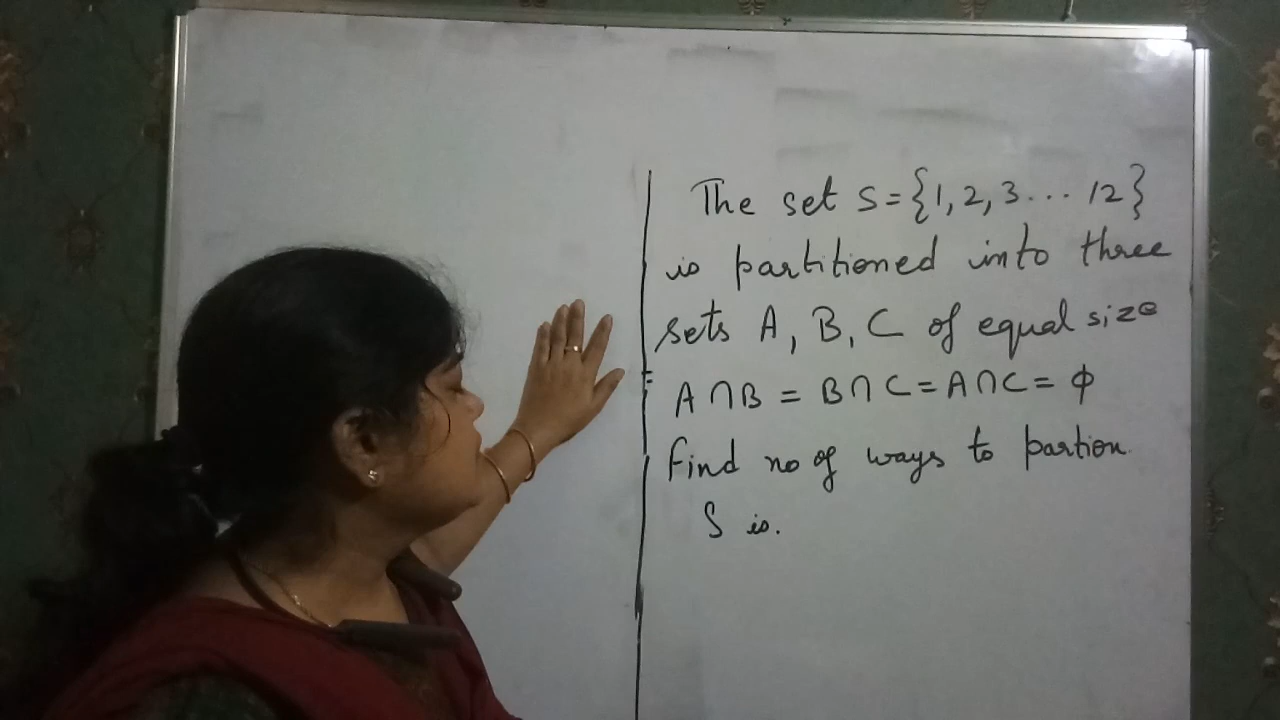 The set S={1,2,3... 12}
is partitioned into three
sets A, B, C of equal size
A∩B = B∩C = A∩C = ϕ
Find no of ways to partion.
S is.